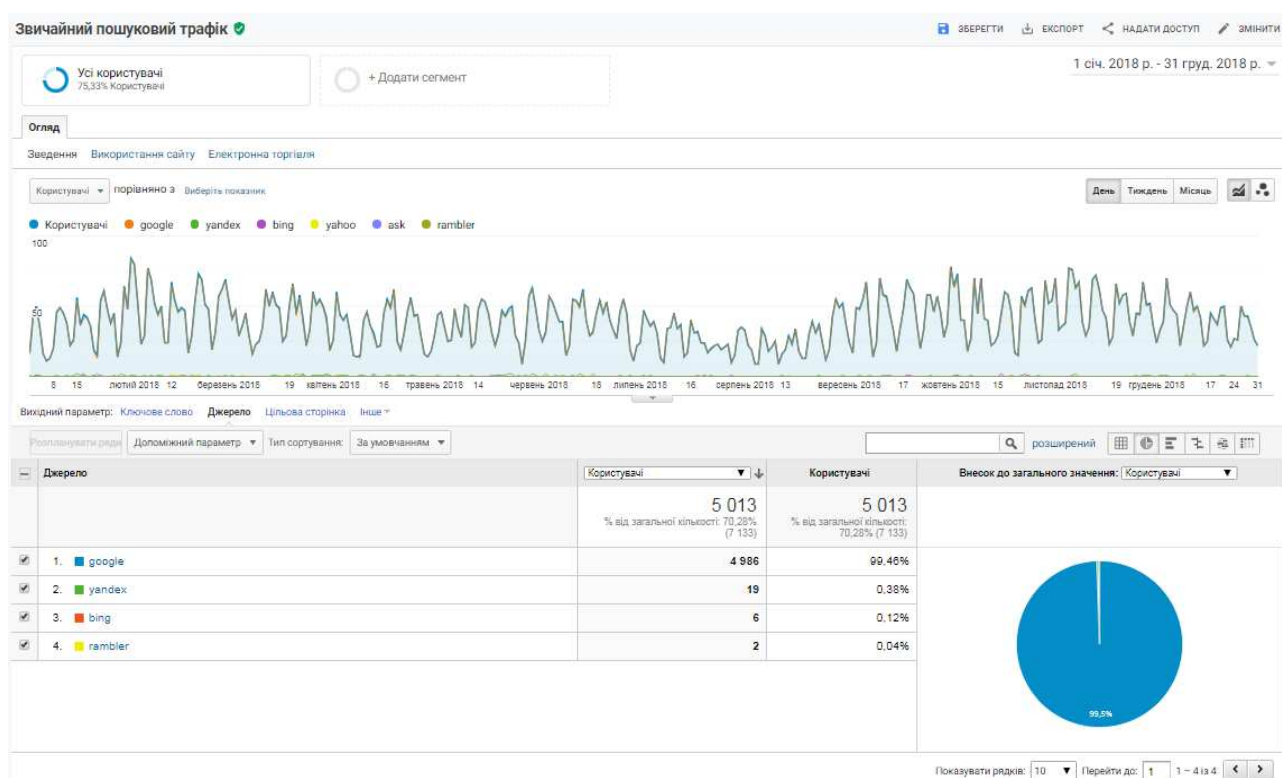 Звичайний пошуковий трафік
ЗБЕРЕГТИ ЕКСПОРТ НАДАТИ ДОСТУП ЗМІНИТИ
Усі користувачі
75,33% Користувачі
+ Додати сегмент
1 січ. 2018 р. - 31 груд. 2018 р.
Огляд
Зведення Використання сайту Електронна торгівля
Користувачі порівняно з Виберіть показник
День Тиждень Місяць
Користувачі google yandex bing yahoo ask rambler
100
50
8 15 лютий 2018 12 березень 2018 19 квітень 2018 16 травень 2018 14 червень 2018 18 липень 2018 16 серпень 2018 13 вересень 2018 17 жовтень 2018 15 листопад 2018 19 грудень 2018 17 24 31
Вихідний параметр: Ключове слово Джерело Цільова сторінка Інше
Розпланувати ряди Допоміжний параметр Тип сортування: За умовчанням розширений
Джерело Користувачі Користувачі Внесок до загального значення: Користувачі
5 013 5 013
% від загальної кількості: 70,28% % від загальної кількості:
(7 133) 70,28% (7 133)
1. google 4 986 99,46%
2. yandex 19 0,38%
3. bing 6 0,12%
4. rambler 2 0,04%
99,5%
Показувати рядків: 10 Перейти до: 1 1 – 4 із 4